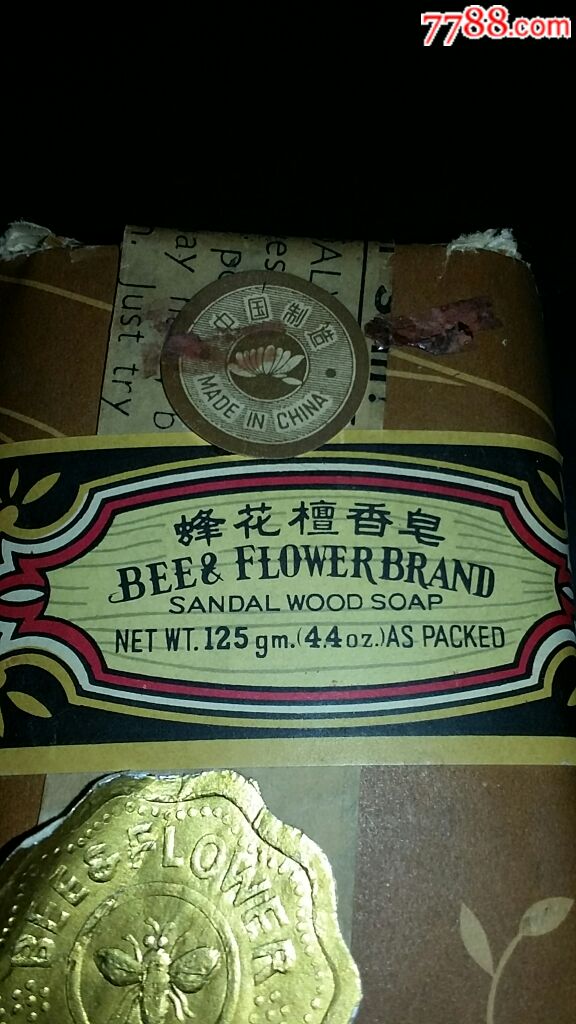 7788.com
中国制造
MADE IN CHINA
Just try
蜂花檀香皂
BEE & FLOWER BRAND
SANDAL WOOD SOAP
NET WT. 125 gm. (4.4 oz.) AS PACKED
BEE & FLOWER